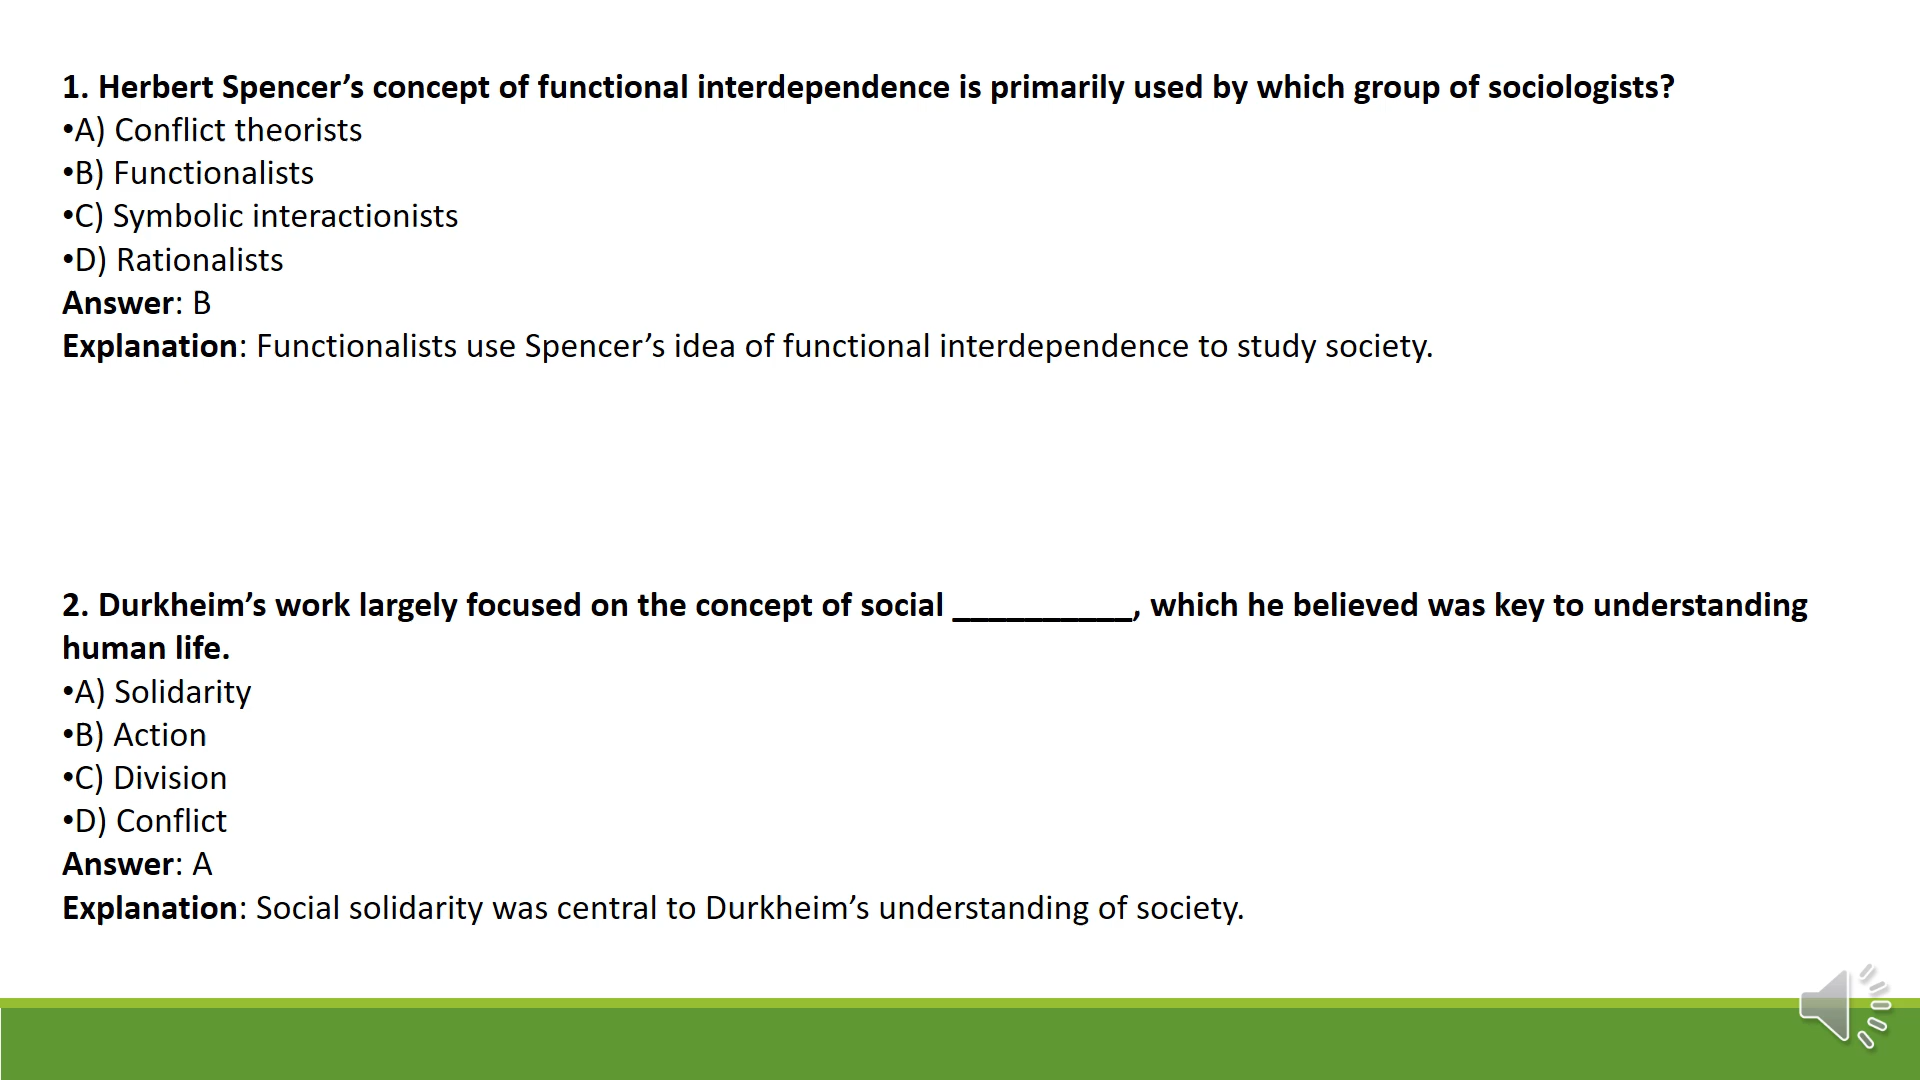 1. Herbert Spencer’s concept of functional interdependence is primarily used by which group of sociologists?
•A) Conflict theorists
•B) Functionalists
•C) Symbolic interactionists
•D) Rationalists
Answer: B
Explanation: Functionalists use Spencer’s idea of functional interdependence to study society.
2. Durkheim’s work largely focused on the concept of social __________, which he believed was key to understanding
human life.
•A) Solidarity
•B) Action
•C) Division
•D) Conflict
Answer: A
Explanation: Social solidarity was central to Durkheim’s understanding of society.